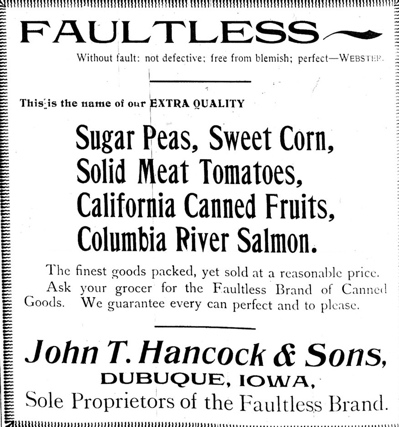 FAULTLESS
Without fault: not defective; free from blemish; perfect—WEBSTER.
This is the name of our EXTRA QUALITY
Sugar Peas, Sweet Corn,
Solid Meat Tomatoes,
California Canned Fruits,
Columbia River Salmon.
The finest goods packed, yet sold at a reasonable price.
Ask your grocer for the Faultless Brand of Canned
Goods. We guarantee every can perfect and to please.
John T. Hancock & Sons,
DUBUQUE, IOWA,
Sole Proprietors of the Faultless Brand.